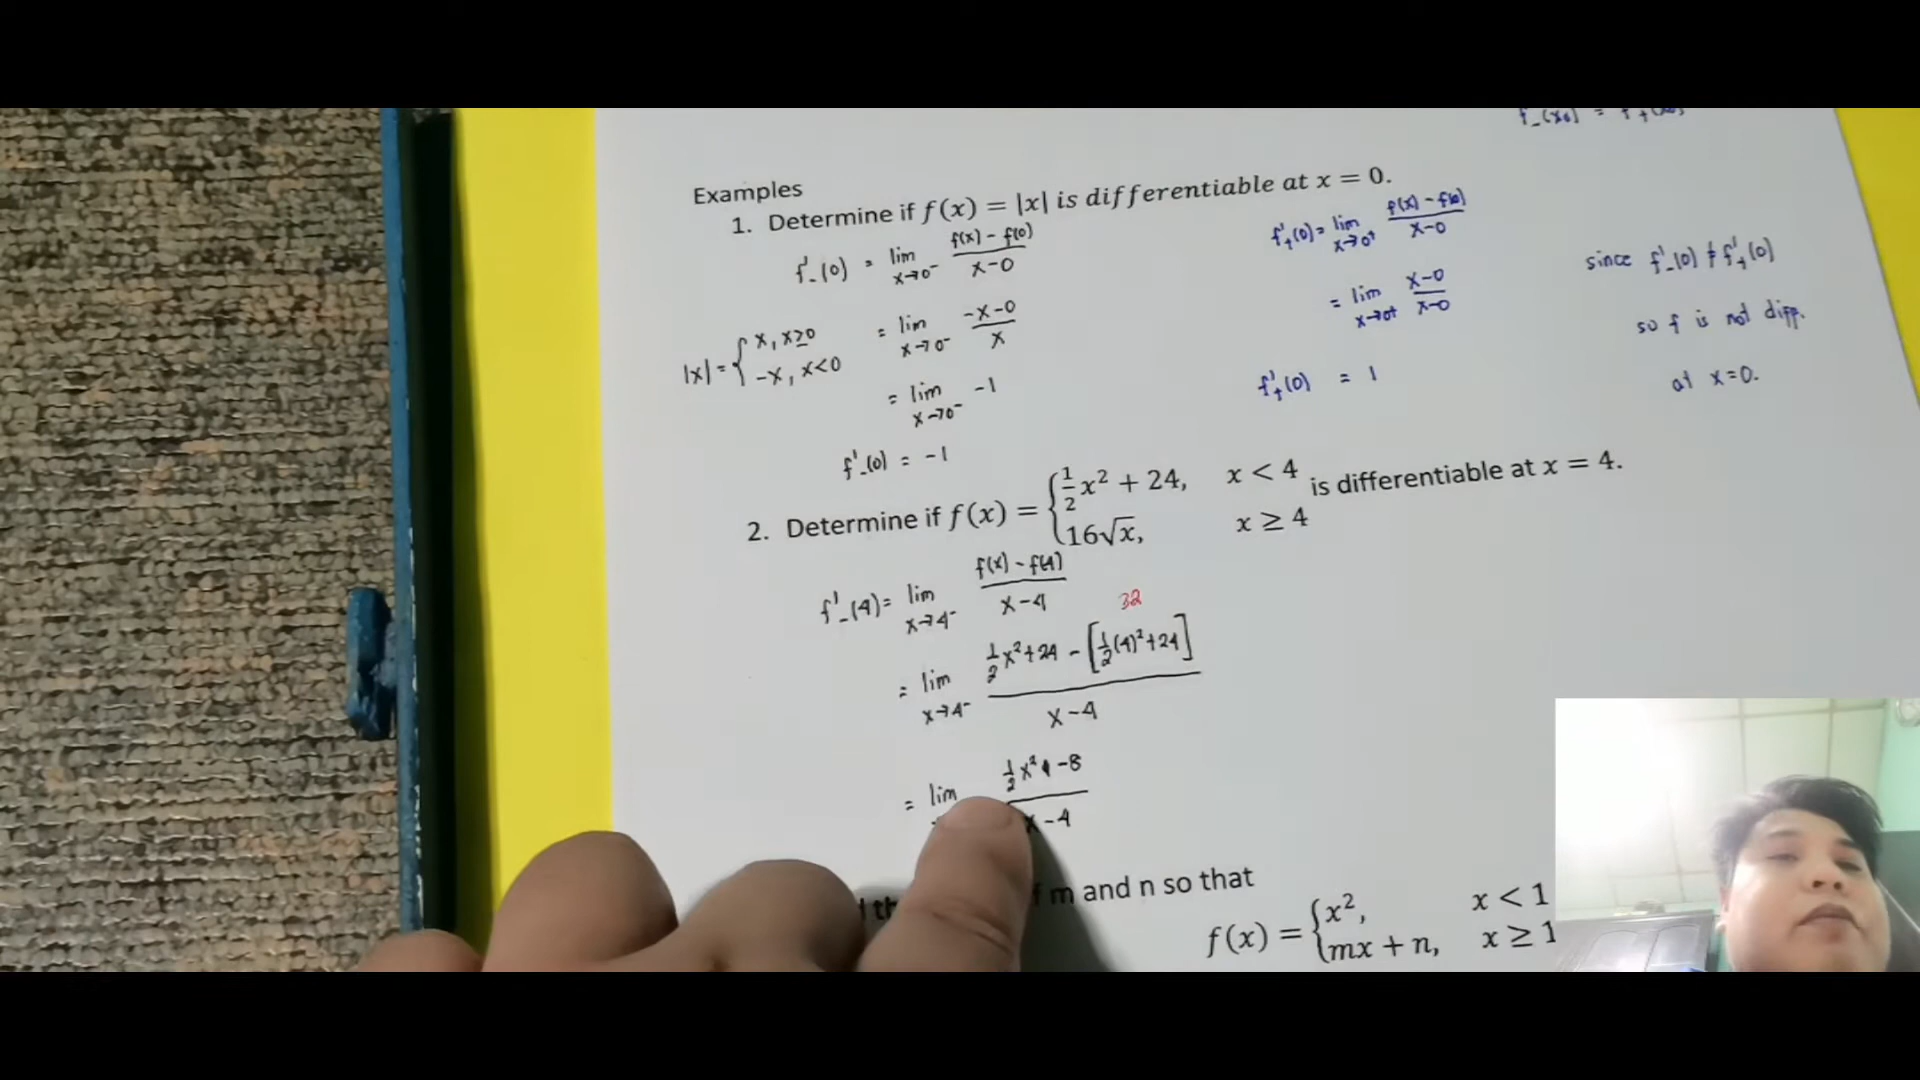 f'_-(x₀) = f'_+(x₀)
Examples
1. Determine if f(x) = |x| is differentiable at x = 0.
f'_-(0) = lim x→0⁻ (f(x) - f(0))/(x-0)
|x| = { x, x≥0
-x, x<0
= lim x→0⁻ (-x-0)/x
= lim x→0⁻ -1
f'_-(0) = -1
f'_+(0) = lim x→0⁺ (f(x) - f(0))/(x-0)
= lim x→0⁺ (x-0)/(x-0)
f'_+(0) = 1
since f'_-(0) ≠ f'_+(0)
so f is not diff.
at x=0.
2. Determine if f(x) = { ½x² + 24, x < 4
16√x, x ≥ 4 is differentiable at x = 4.
f'_-(4) = lim x→4⁻ (f(x) - f(4))/(x-4)
32
= lim x→4⁻ (½x²+24 - [½(4)²+24])/(x-4)
= lim (½x² -8)/(x-4)
m and n so that
f(x) = { x², x < 1
mx + n, x ≥ 1